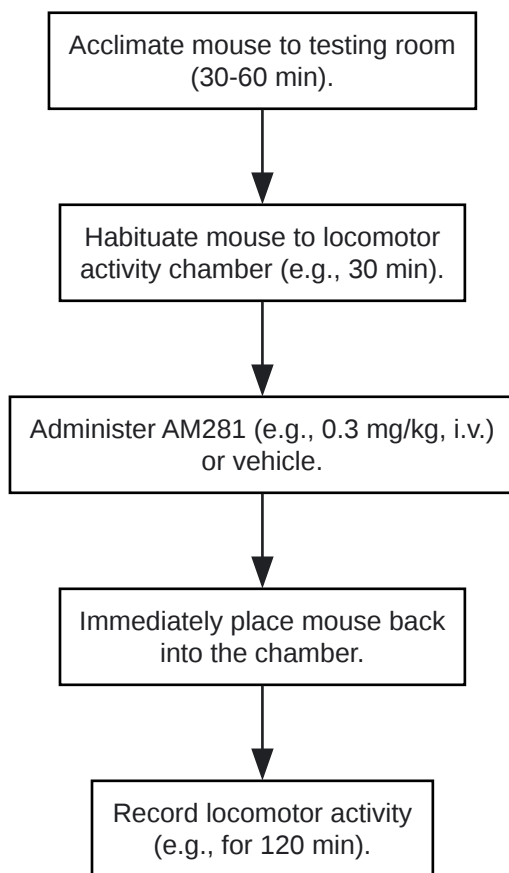 Acclimate mouse to testing room
(30-60 min).
Habituate mouse to locomotor
activity chamber (e.g., 30 min).
Administer AM281 (e.g., 0.3 mg/kg, i.v.)
or vehicle.
Immediately place mouse back
into the chamber.
Record locomotor activity
(e.g., for 120 min).